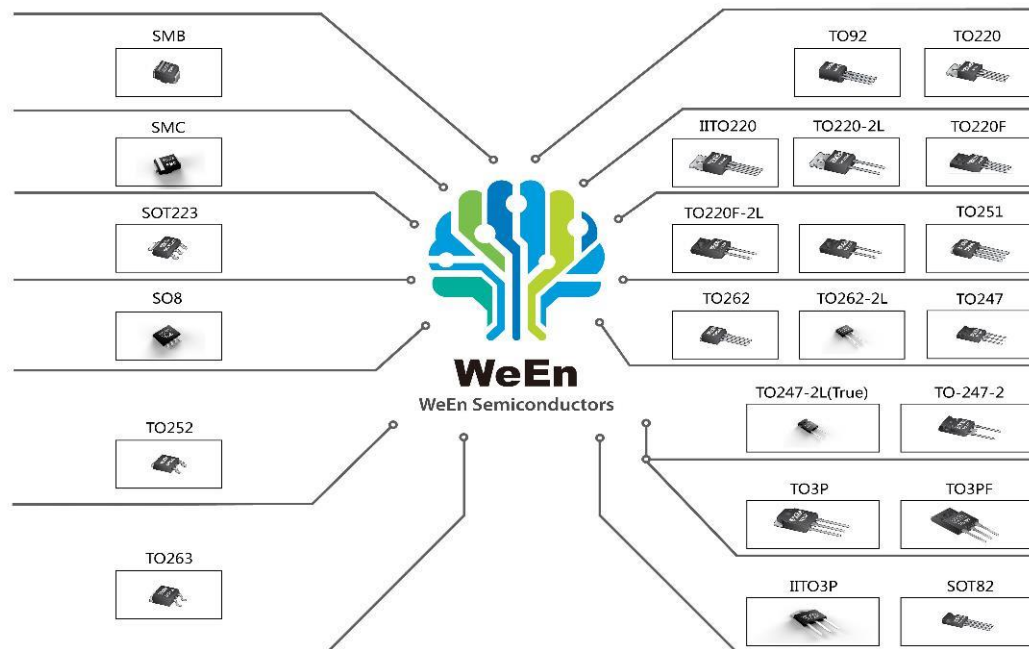 SMB
SMC
SOT223
SO8
TO252
TO263
WeEn
WeEn Semiconductors
TO92 TO220
IITO220 TO220-2L TO220F
TO220F-2L TO251
TO262 TO262-2L TO247
TO247-2L(True) TO-247-2
TO3P TO3PF
IITO3P SOT82